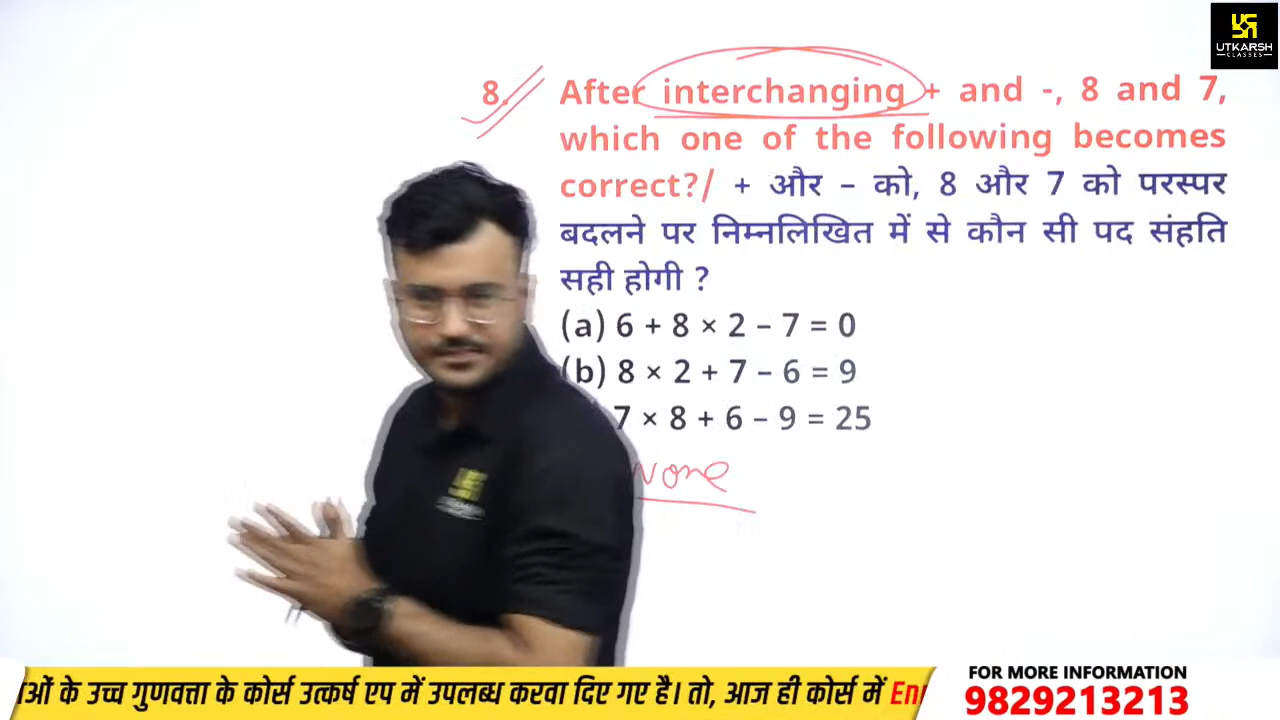 UTKARSH
CLASSES
8. After interchanging + and -, 8 and 7,
which one of the following becomes
correct?/ + और – को, 8 और 7 को परस्पर
बदलने पर निम्नलिखित में से कौन सी पद संहति
सही होगी ?
(a) 6 + 8 × 2 – 7 = 0
(b) 8 × 2 + 7 – 6 = 9
7 × 8 + 6 – 9 = 25
None
ओं के उच्च गुणवत्ता के कोर्स उत्कर्ष एप में उपलब्ध करवा दिए गए है। तो, आज ही कोर्स में
FOR MORE INFORMATION
9829213213